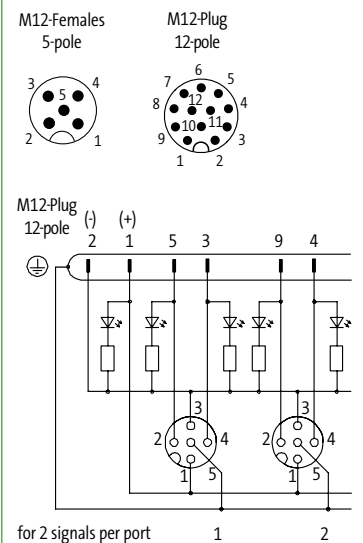 M12-Females M12-Plug
5-pole 12-pole
6
7 5
3 4 12
5 8 4
10 11
2 1 9 3
1 2
M12-Plug
12-pole
(-) (+)
2 1 5 3 9 4
3 3
2 4 2 4
1 5 1 5
for 2 signals per port 1 2